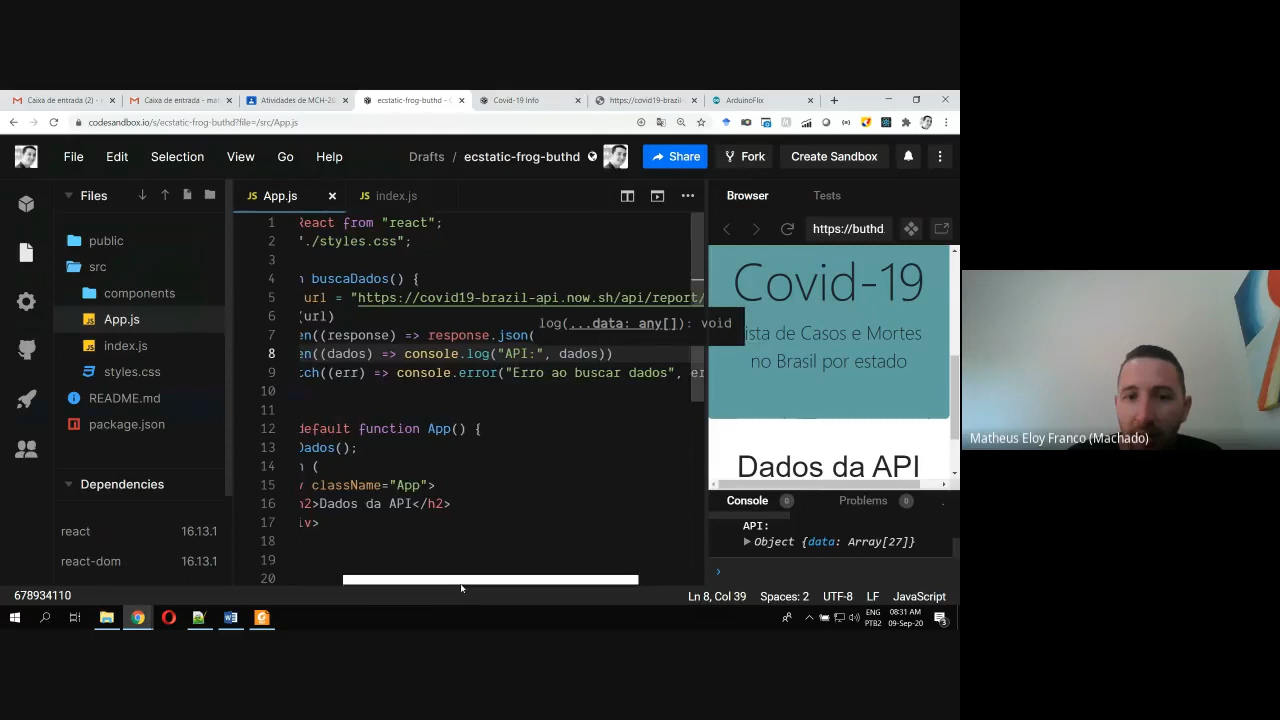 Caixa de entrada (2) -
Caixa de entrada - mat
Atividades de MCH-20
ecstatic-frog-buthd -
Covid-19 Info
https://covid19-brazil-
ArduinoFlix
codesandbox.io/s/ecstatic-frog-buthd?file=/src/App.js
File Edit Selection View Go Help
Drafts / ecstatic-frog-buthd
Share
Fork
Create Sandbox
Files
App.js
index.js
Browser
Tests
public
src
components
App.js
index.js
styles.css
README.md
package.json
Dependencies
react 16.13.1
react-dom 16.13.1
1 React from "react";
2 "./styles.css";
3
4 n buscaDados() {
5 url = "https://covid19-brazil-api.now.sh/api/report/
6 (url)
7 en((response) => response.json(
log(...data: any[]): void
8 en((dados) => console.log("API:", dados))
9 tch((err) => console.error("Erro ao buscar dados", er
10
11
12 default function App() {
13 Dados();
14 n (
15 v className="App">
16 h2>Dados da API</h2>
17 iv>
18
19
20
https://buthd.
Covid-19
ista de Casos e Mortes
no Brasil por estado
Dados da API
Console 0
Problems 0
API:
Object {data: Array[27]}
678934110
Ln 8, Col 39
Spaces: 2
UTF-8
LF
JavaScript
ENG
PTB2
08:31 AM
09-Sep-20
3
Matheus Eloy Franco (Machado)